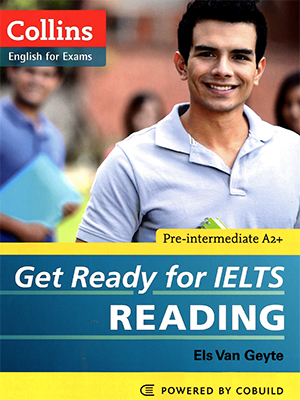 Collins
English for Exams
Pre-intermediate A2+
Get Ready for IELTS
READING
Els Van Geyte
POWERED BY COBUILD